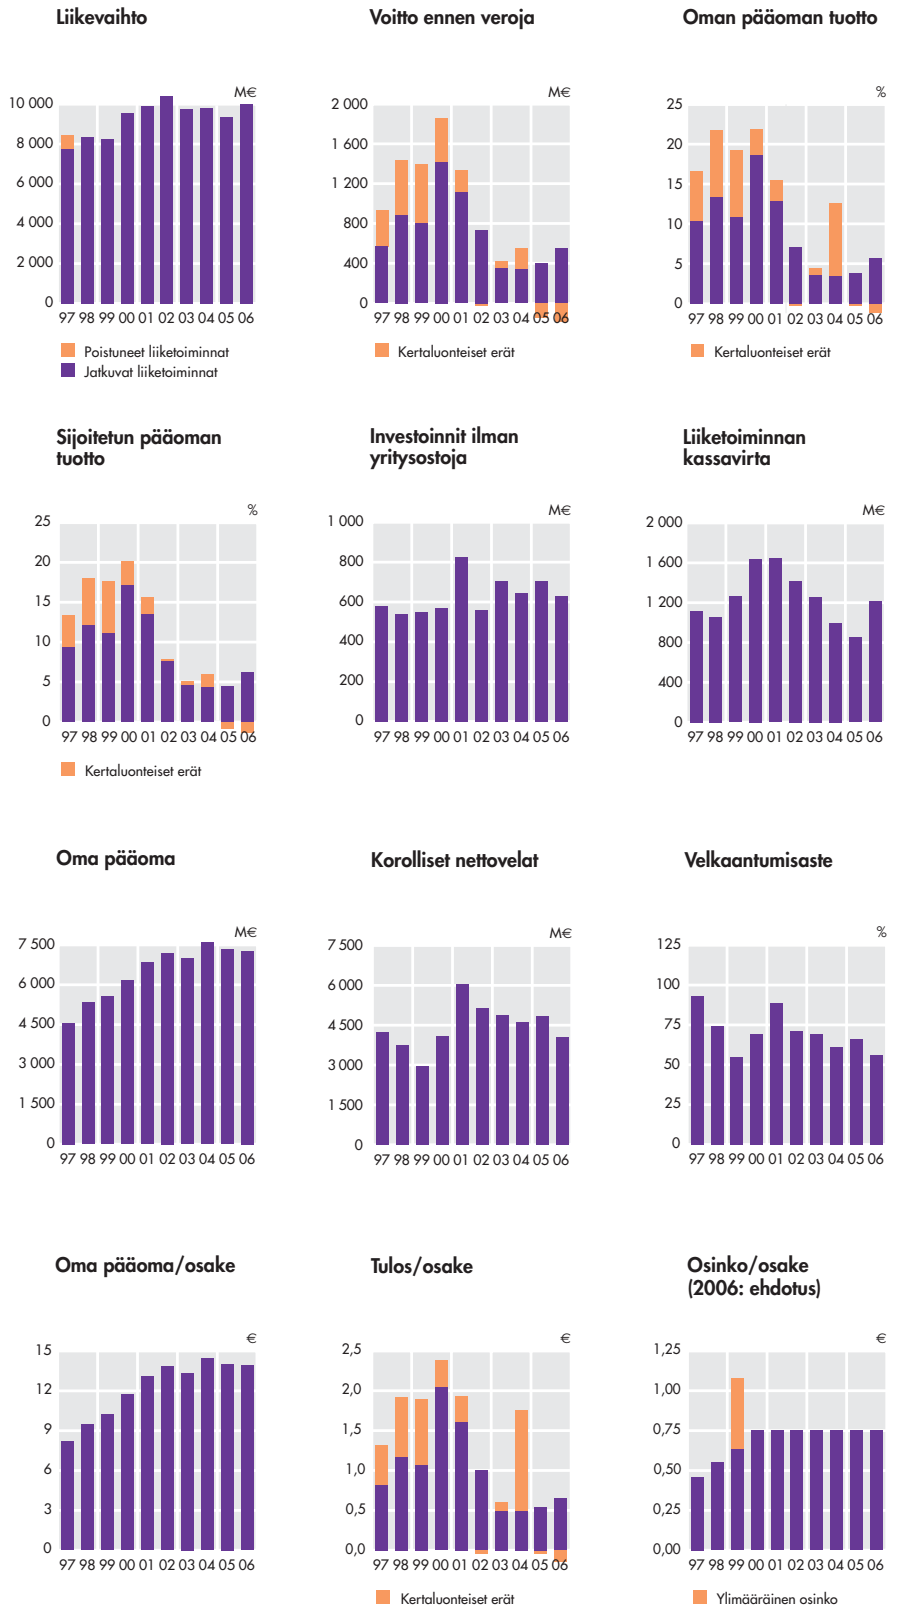 Liikevaihto
M€
10 000
8 000
6 000
4 000
2 000
0
97 98 99 00 01 02 03 04 05 06
Poistuneet liiketoiminnat
Jatkuvat liiketoiminnat
Voitto ennen veroja
M€
2 000
1 600
1 200
800
400
0
97 98 99 00 01 02 03 04 05 06
Kertaluonteiset erät
Oman pääoman tuotto
%
25
20
15
10
5
0
97 98 99 00 01 02 03 04 05 06
Kertaluonteiset erät
Sijoitetun pääoman
tuotto
%
25
20
15
10
5
0
97 98 99 00 01 02 03 04 05 06
Kertaluonteiset erät
Investoinnit ilman
yritysostoja
M€
1 000
800
600
400
200
0
97 98 99 00 01 02 03 04 05 06
Liiketoiminnan
kassavirta
M€
2 000
1 600
1 200
800
400
0
97 98 99 00 01 02 03 04 05 06
Oma pääoma
M€
7 500
6 000
4 500
3 000
1 500
0
97 98 99 00 01 02 03 04 05 06
Korolliset nettovelat
M€
7 500
6 000
4 500
3 000
1 500
0
97 98 99 00 01 02 03 04 05 06
Velkaantumisaste
%
125
100
75
50
25
0
97 98 99 00 01 02 03 04 05 06
Oma pääoma/osake
€
15
12
9
6
3
0
97 98 99 00 01 02 03 04 05 06
Tulos/osake
€
2,5
2,0
1,5
1,0
0,5
0,0
97 98 99 00 01 02 03 04 05 06
Kertaluonteiset erät
Osinko/osake
(2006: ehdotus)
€
1,25
1,00
0,75
0,50
0,25
0,00
97 98 99 00 01 02 03 04 05 06
Ylimääräinen osinko